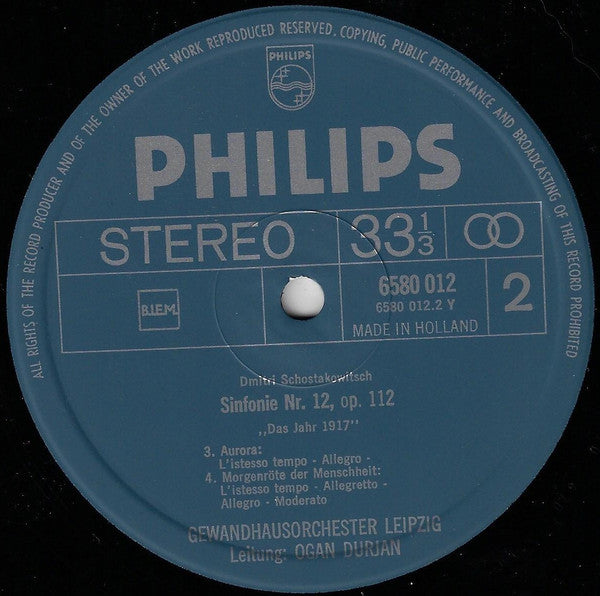 ALL RIGHTS OF THE RECORD PRODUCER AND OF THE OWNER OF THE WORK REPRODUCED RESERVED. COPYING, PUBLIC PERFORMANCE AND BROADCASTING OF THIS RECORD PROHIBITED
PHILIPS
PHILIPS
STEREO
33 1/3
B.I.E.M.
6580 012
6530 012.2 Y
2
MADE IN HOLLAND
Dmitri Schostakowitsch
Sinfonie Nr. 12, op. 112
„Das Jahr 1917"
3. Aurora:
L'istesso tempo - Allegro -
4. Morgenröte der Menschheit:
L'istesso tempo - Allegretto -
Allegro - Moderato
GEWANDHAUSORCHESTER LEIPZIG
Leitung: OGAN DURJAN